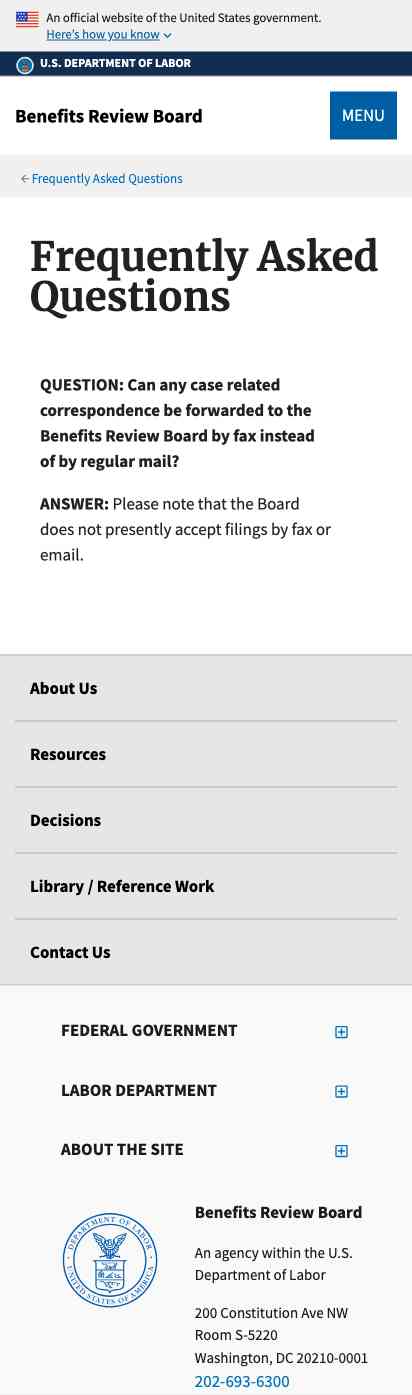 An official website of the United States government.
Here's how you know
U.S. DEPARTMENT OF LABOR
Benefits Review Board
MENU
Frequently Asked Questions
Frequently Asked
Questions
QUESTION: Can any case related
correspondence be forwarded to the
Benefits Review Board by fax instead
of by regular mail?
ANSWER: Please note that the Board
does not presently accept filings by fax or
email.
About Us
Resources
Decisions
Library / Reference Work
Contact Us
FEDERAL GOVERNMENT
LABOR DEPARTMENT
ABOUT THE SITE
DEPARTMENT OF LABOR
UNITED STATES OF AMERICA
Benefits Review Board
An agency within the U.S.
Department of Labor
200 Constitution Ave NW
Room S-5220
Washington, DC 20210-0001
202-693-6300